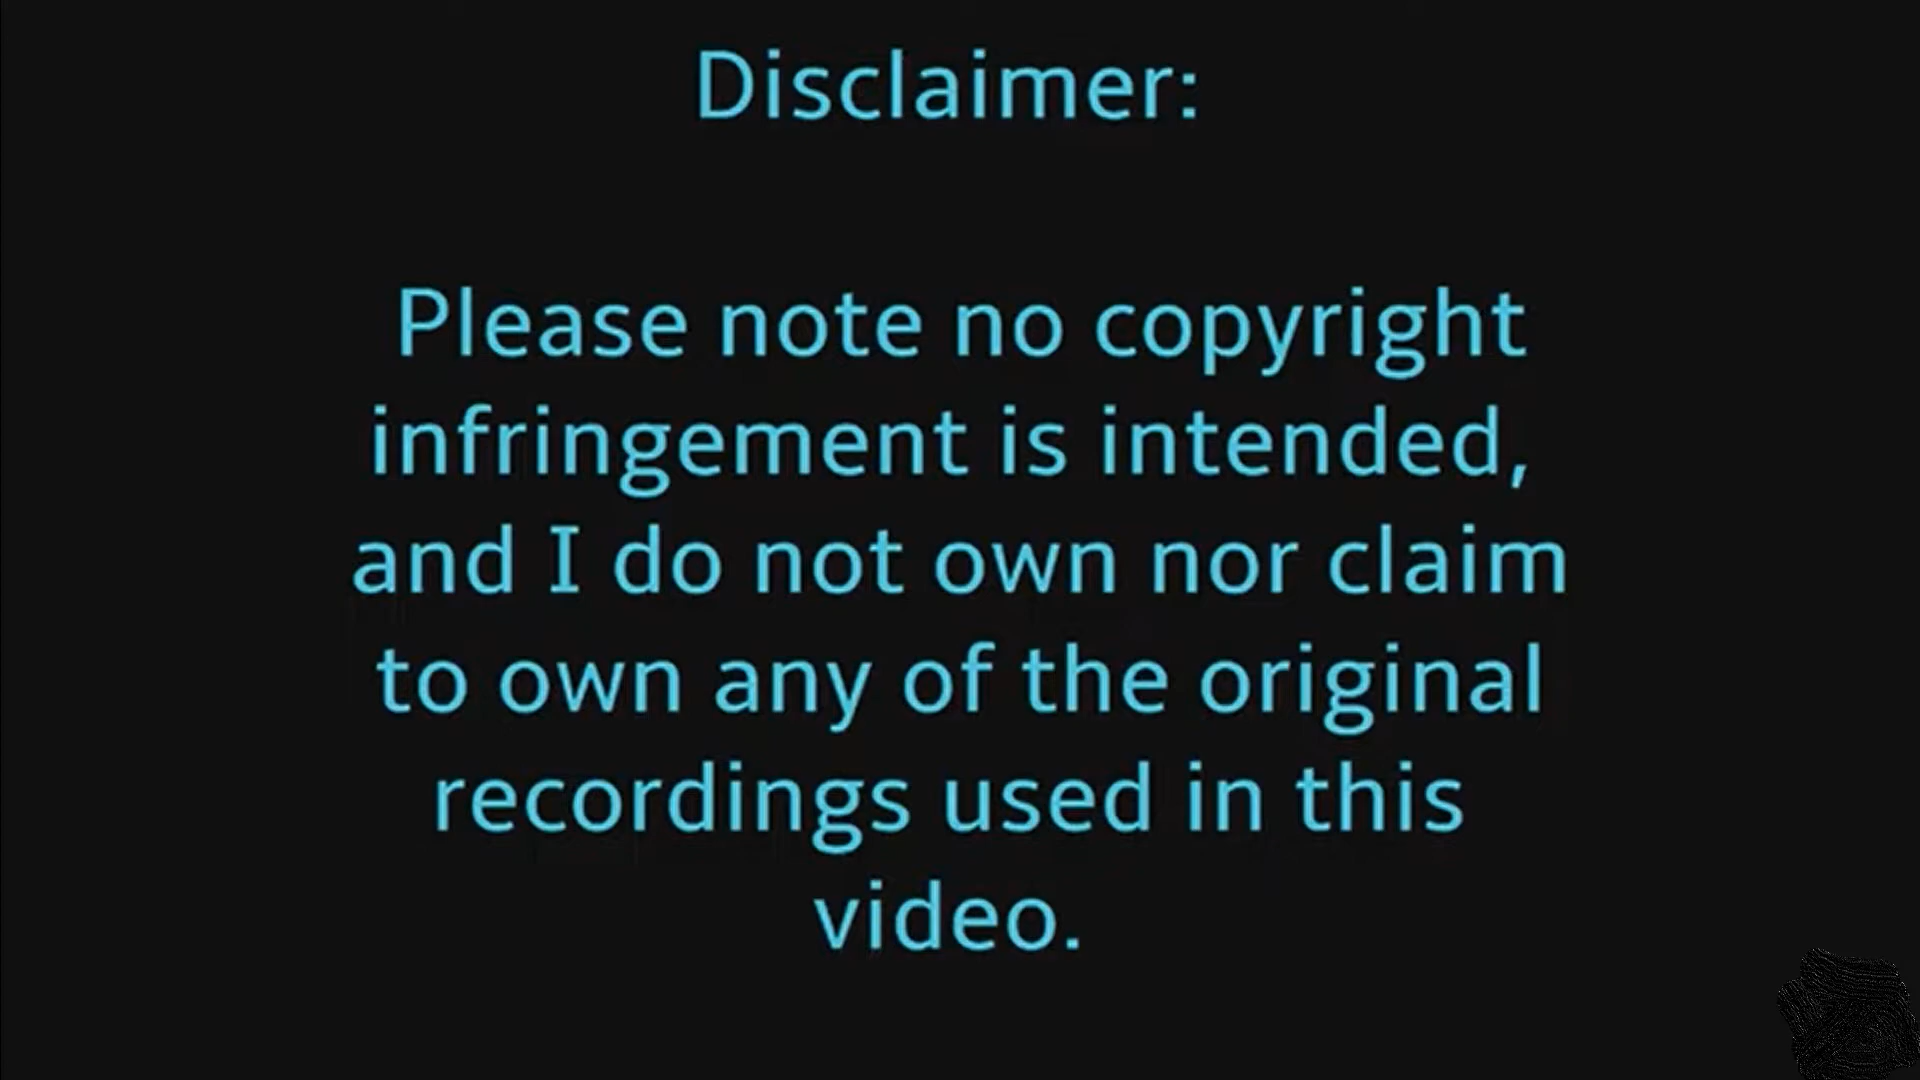 Disclaimer:
Please note no copyright
infringement is intended,
and I do not own nor claim
to own any of the original
recordings used in this
video.